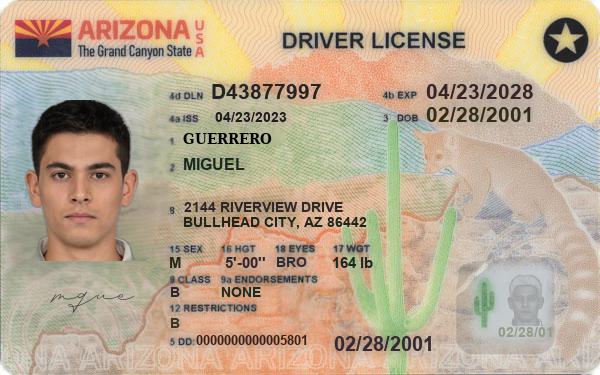 ARIZONA USA
The Grand Canyon State
DRIVER LICENSE
4d DLN D43877997
4b EXP 04/23/2028
4a ISS 04/23/2023
3 DOB 02/28/2001
1 GUERRERO
2 MIGUEL
8 2144 RIVERVIEW DRIVE
BULLHEAD CITY, AZ 86442
15 SEX 16 HGT 18 EYES 17 WGT
M 5'-00" BRO 164 lb
9 CLASS 9a ENDORSEMENTS
B NONE
12 RESTRICTIONS
B
5 DD: 0000000000005801
02/28/2001
02/28/01
ARIZONA ARIZONA ARIZONA ARIZONA